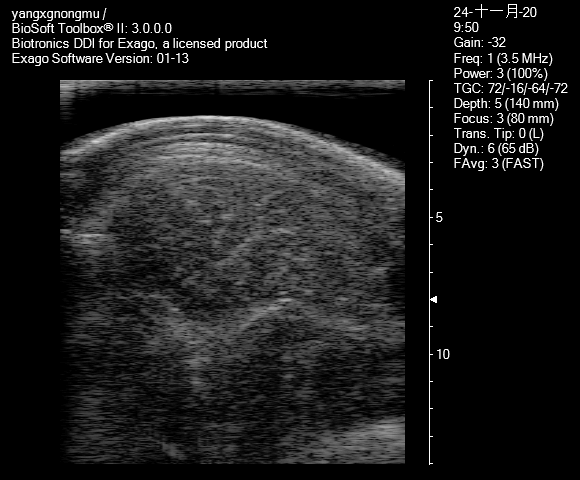 yangxgnongmu /
BioSoft Toolbox® II: 3.0.0.0
Biotronics DDI for Exago, a licensed product
Exago Software Version: 01-13
24-十一月-20
9:50
Gain: -32
Freq: 1 (3.5 MHz)
Power: 3 (100%)
TGC: 72/-16/-64/-72
Depth: 5 (140 mm)
Focus: 3 (80 mm)
Trans. Tip: 0 (L)
Dyn.: 6 (65 dB)
FAvg: 3 (FAST)
5
10